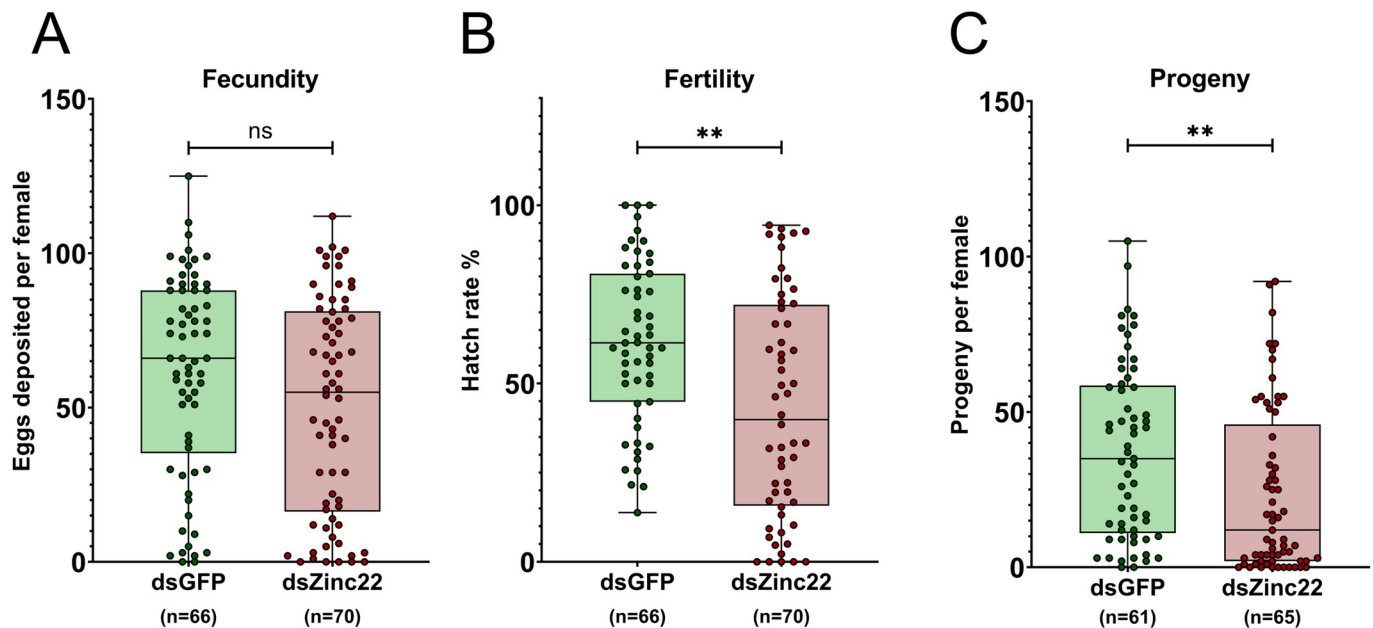 A
Fecundity
150
100
50
0
Eggs deposited per female
ns
dsGFP
dsZinc22
(n=66)
(n=70)
B
Fertility
100
50
0
Hatch rate %
**
dsGFP
dsZinc22
(n=66)
(n=70)
C
Progeny
150
100
50
0
Progeny per female
**
dsGFP
dsZinc22
(n=61)
(n=65)